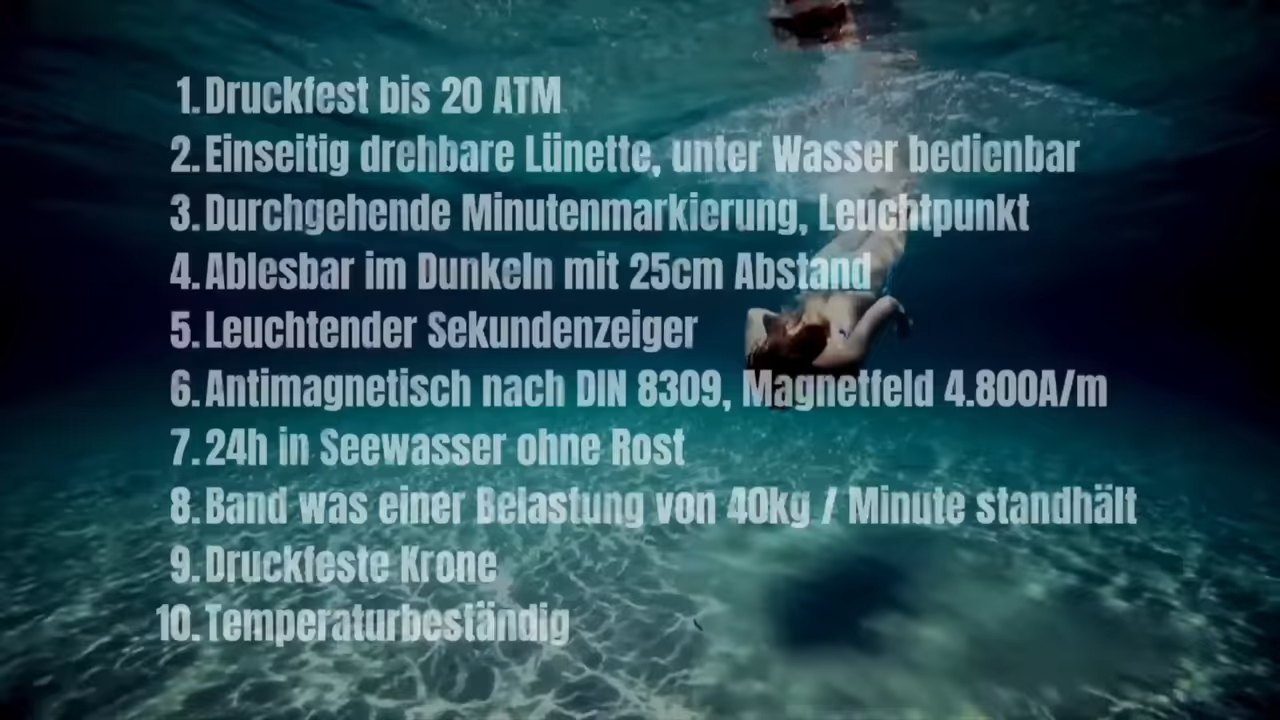 1. Druckfest bis 20 ATM
2. Einseitig drehbare Lünette, unter Wasser bedienbar
3. Durchgehende Minutenmarkierung, Leuchtpunkt
4. Ablesbar im Dunkeln mit 25cm Abstand
5. Leuchtender Sekundenzeiger
6. Antimagnetisch nach DIN 8309, Magnetfeld 4.800A/m
7. 24h in Seewasser ohne Rost
8. Band was einer Belastung von 40kg / Minute standhält
9. Druckfeste Krone
10. Temperaturbeständig